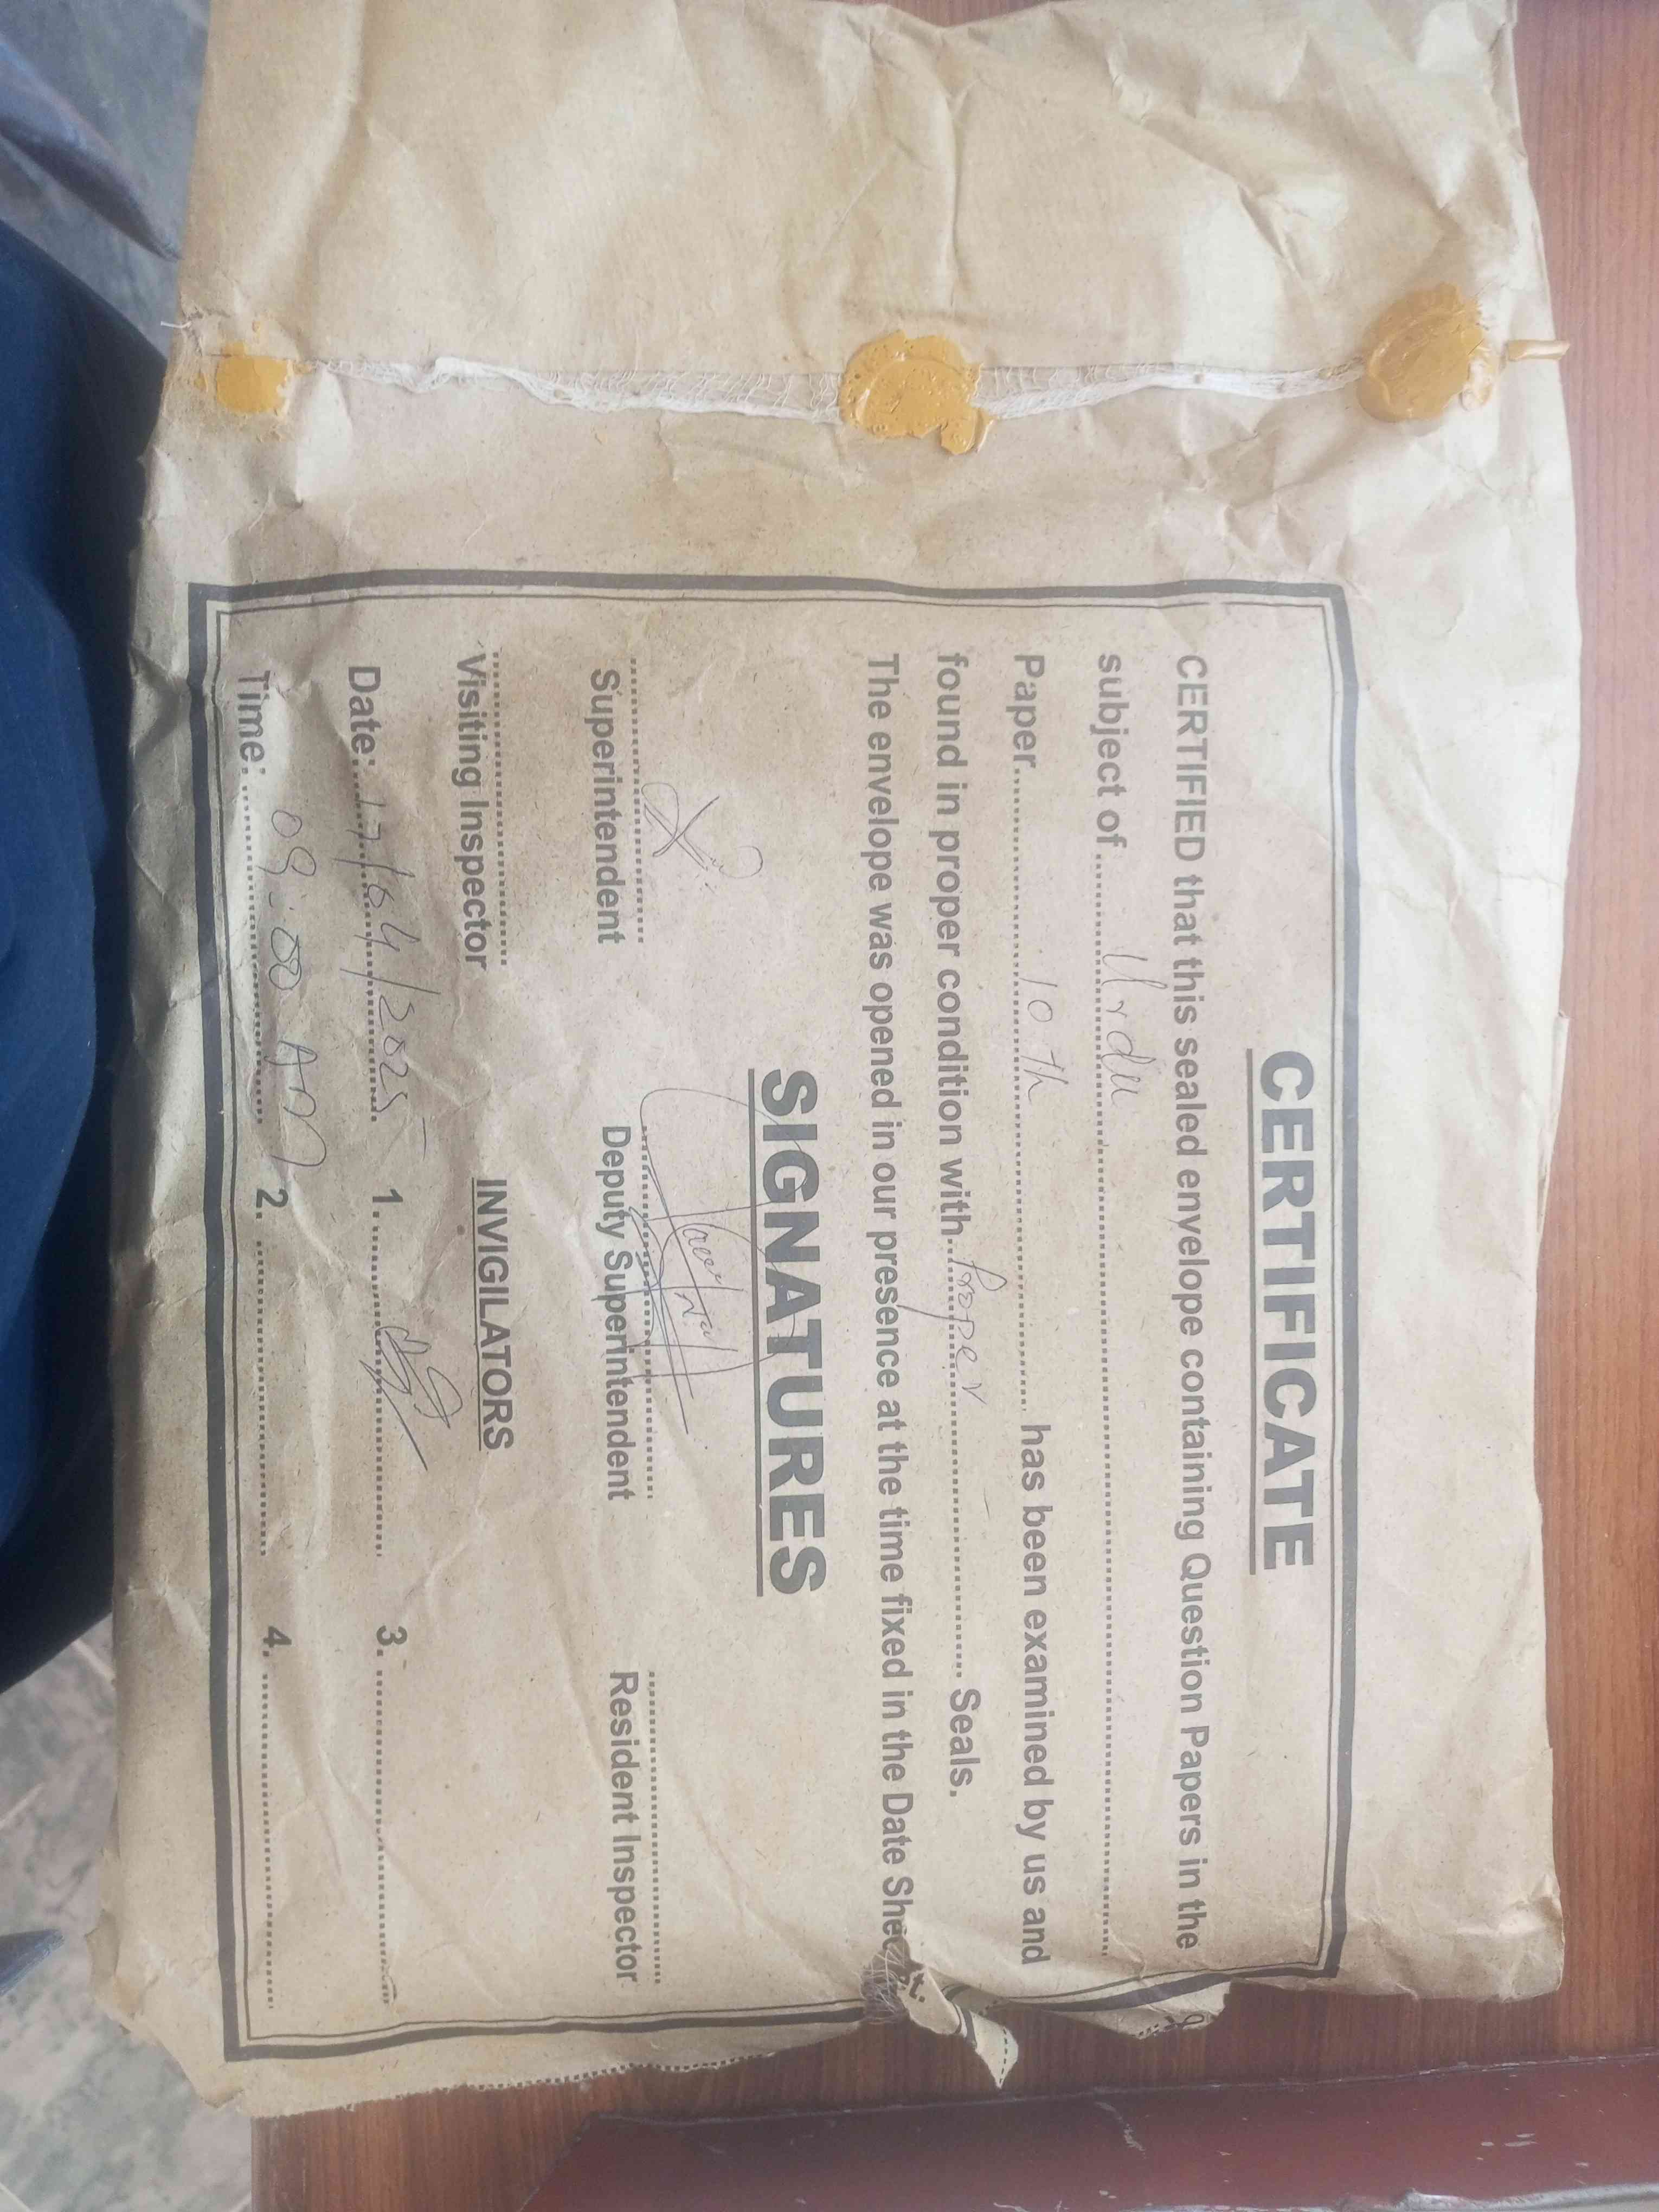 CERTIFICATE
CERTIFIED that this sealed envelope containing Question Papers in the
subject of ........ Urdu ........
Paper........ 10th ........ has been examined by us and
found in proper condition with..Proper........ Seals.
The envelope was opened in our presence at the time fixed in the Date Sheet.
SIGNATURES
Superintendent Deputy Superintendent Resident Inspector
Visiting Inspector INVIGILATORS
Date:..17/04/2025 1. ........ 3. ........
Time: 09:00 AM 2. ........ 4. ........